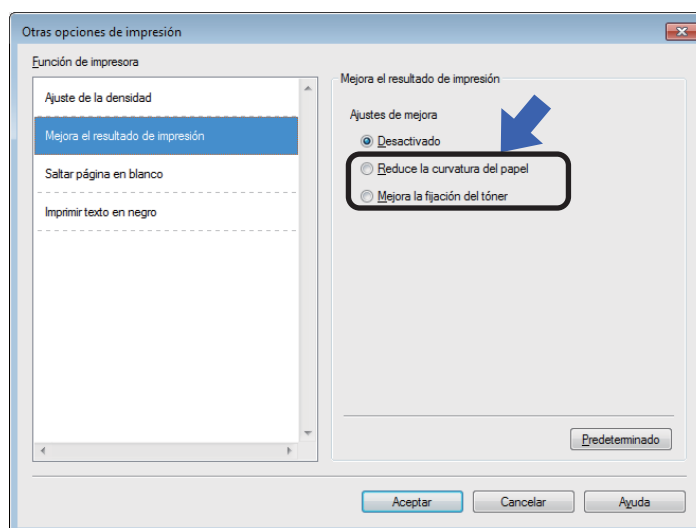 Otras opciones de impresión
Función de impresora
Ajuste de la densidad
Mejora el resultado de impresión
Saltar página en blanco
Imprimir texto en negro
Mejora el resultado de impresión
Ajustes de mejora
Desactivado
Reduce la curvatura del papel
Mejora la fijación del tóner
Predeterminado
Aceptar
Cancelar
Ayuda